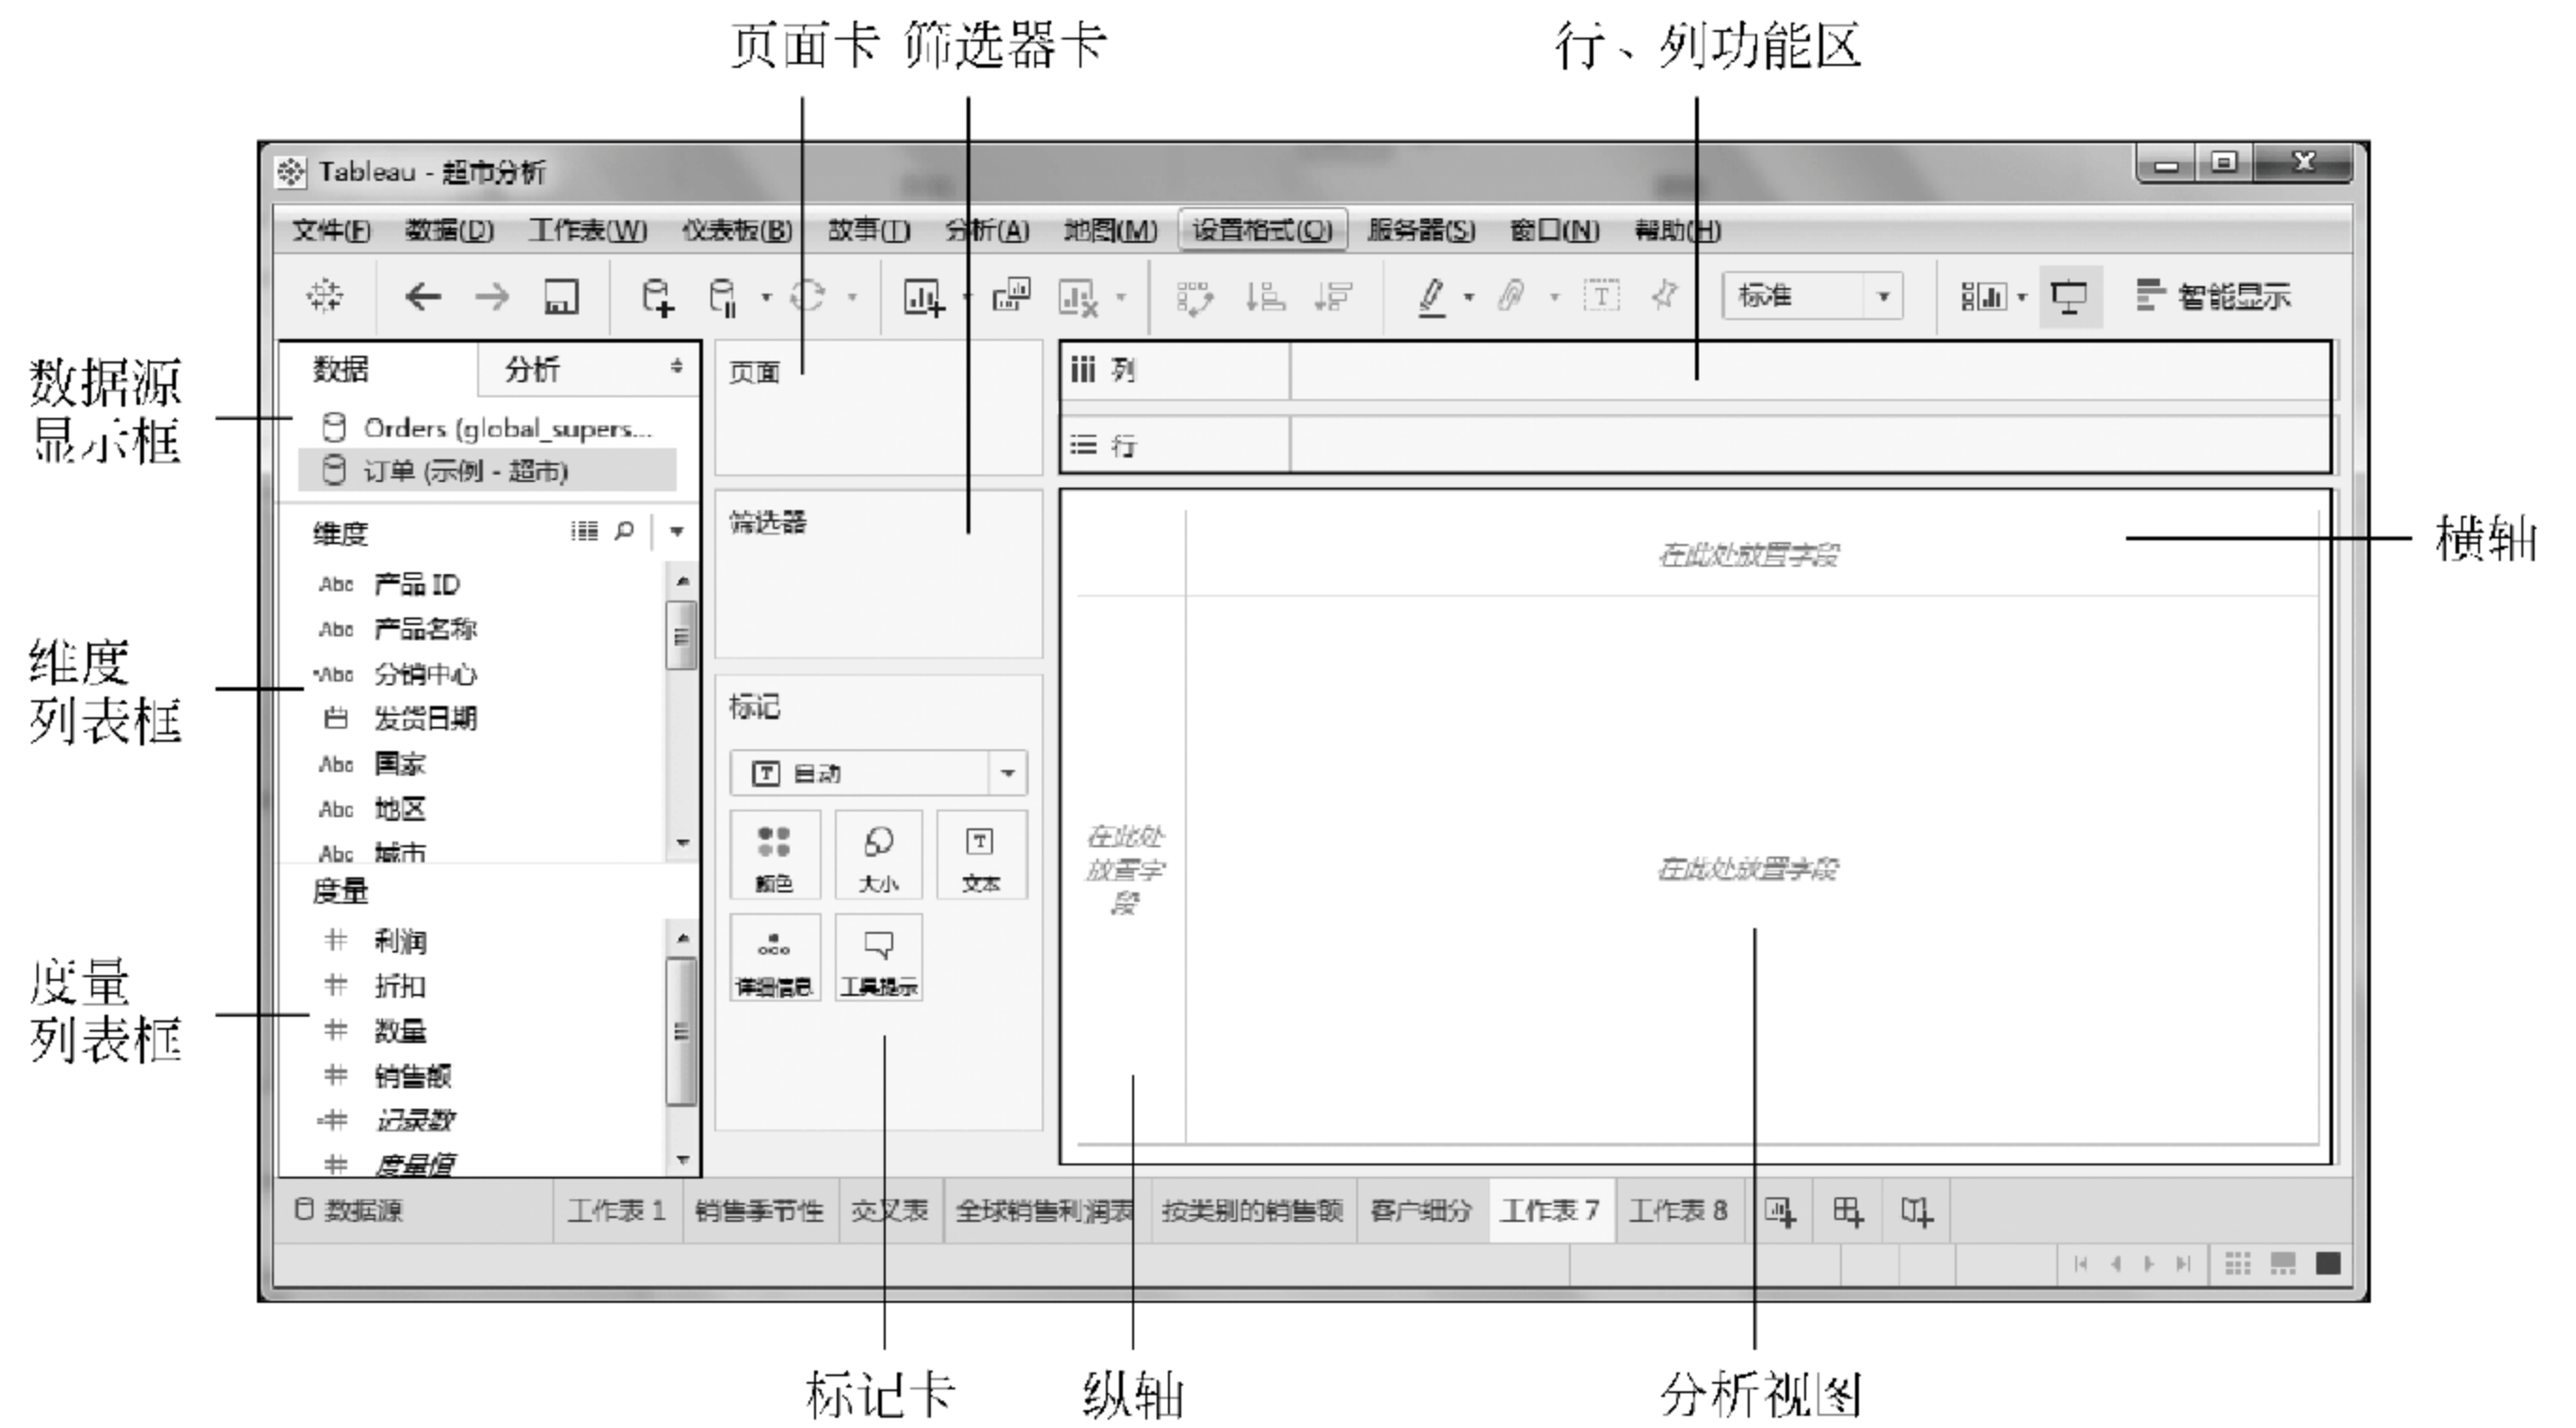 页面卡 筛选器卡
行、列功能区
Tableau - 超市分析
文件(F) 数据(D) 工作表(W) 仪表板(B) 故事(T) 分析(A) 地图(M) 设置格式(O) 服务器(S) 窗口(N) 帮助(H)
标准
智能显示
数据源
显示框
数据 分析
Orders (global_supers...
订单 (示例 - 超市)
页面
列
行
维度
筛选器
在此处放置字段
横轴
维度
列表框
Abc 产品 ID
Abc 产品名称
Abc 分销中心
发货日期
Abc 国家
Abc 地区
Abc 城市
标记
自动
颜色 大小 文本
详细信息 工具提示
在此处
放置字
段
在此处放置字段
度量
度量
列表框
利润
折扣
数量
销售额
记录数
度量值
数据源 工作表 1 销售季节性 交叉表 全球销售利润表 按类别的销售额 客户细分 工作表 7 工作表 8
标记卡 纵轴 分析视图